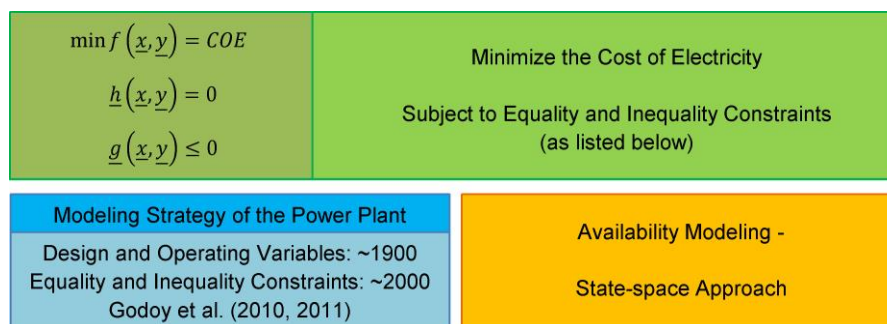 min f (x, y) = COE
h (x, y) = 0
g (x, y) ≤ 0
Minimize the Cost of Electricity
Subject to Equality and Inequality Constraints
(as listed below)
Modeling Strategy of the Power Plant
Design and Operating Variables: ~1900
Equality and Inequality Constraints: ~2000
Godoy et al. (2010, 2011)
Availability Modeling -
State-space Approach